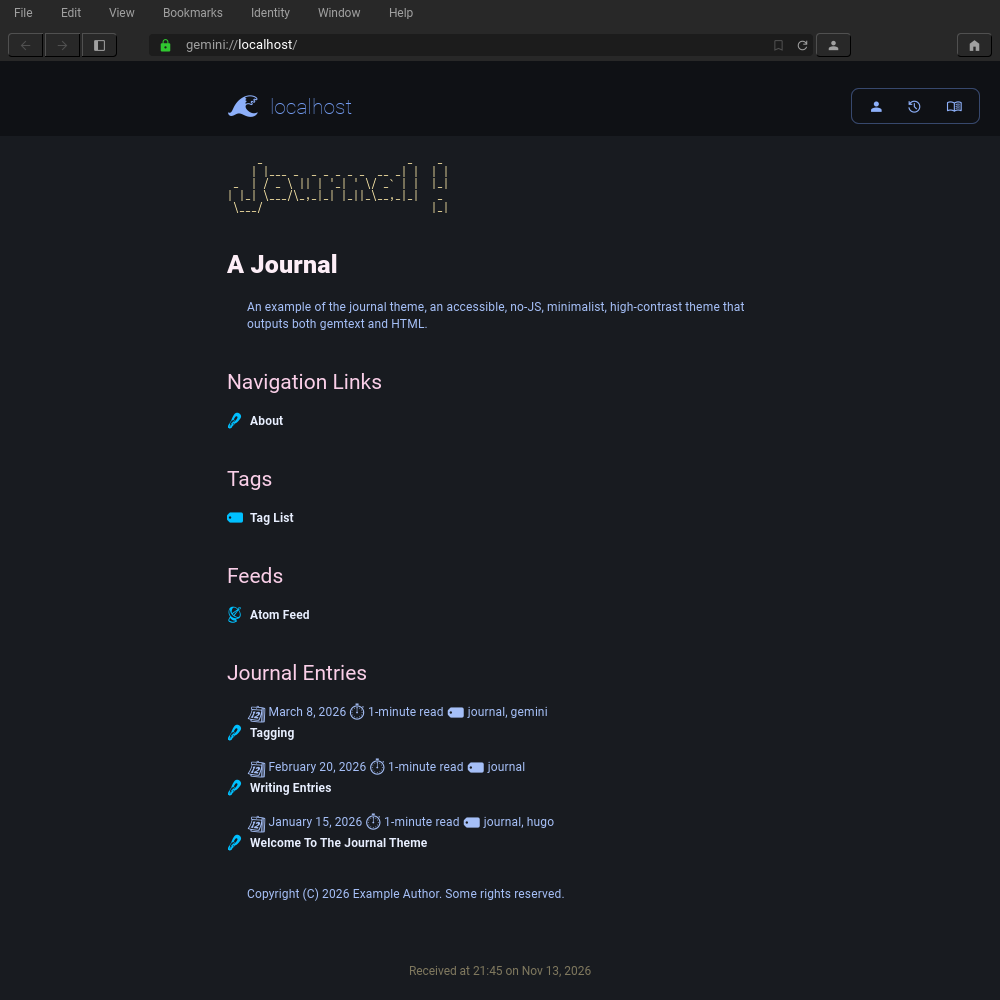 File Edit View Bookmarks Identity Window Help
gemini://localhost/
localhost
Journal!
A Journal
An example of the journal theme, an accessible, no-JS, minimalist, high-contrast theme that
outputs both gemtext and HTML.
Navigation Links
About
Tags
Tag List
Feeds
Atom Feed
Journal Entries
March 8, 2026 1-minute read journal, gemini
Tagging
February 20, 2026 1-minute read journal
Writing Entries
January 15, 2026 1-minute read journal, hugo
Welcome To The Journal Theme
Copyright (C) 2026 Example Author. Some rights reserved.
Received at 21:45 on Nov 13, 2026